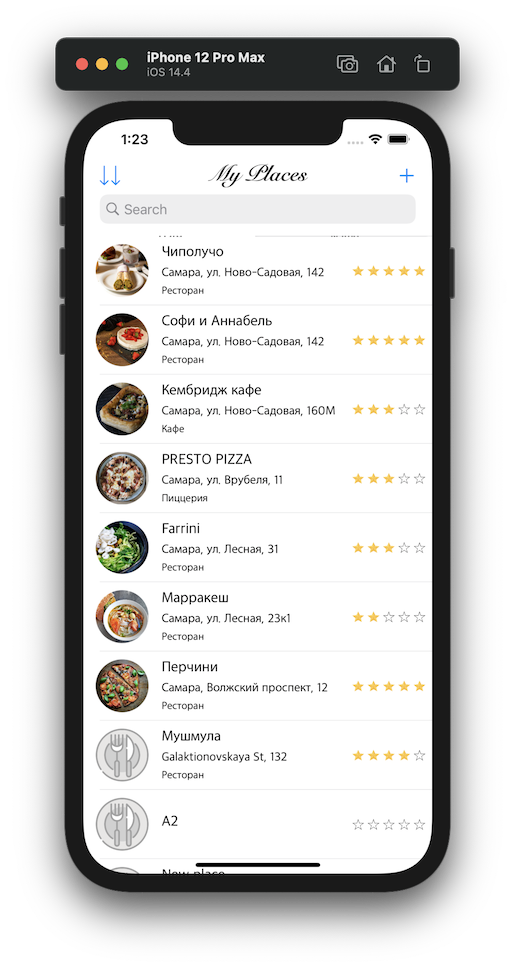 iPhone 12 Pro Max
iOS 14.4
1:23
My Places
Search
Чиполучо
Самара, ул. Ново-Садовая, 142
Ресторан
Софи и Аннабель
Самара, ул. Ново-Садовая, 142
Ресторан
Кембридж кафе
Самара, ул. Ново-Садовая, 160М
Кафе
PRESTO PIZZA
Самара, ул. Врубеля, 11
Пиццерия
Farrini
Самара, ул. Лесная, 31
Ресторан
Марракеш
Самара, ул. Лесная, 23к1
Ресторан
Перчини
Самара, Волжский проспект, 12
Ресторан
Мушмула
Galaktionovskaya St, 132
Ресторан
A2
New place